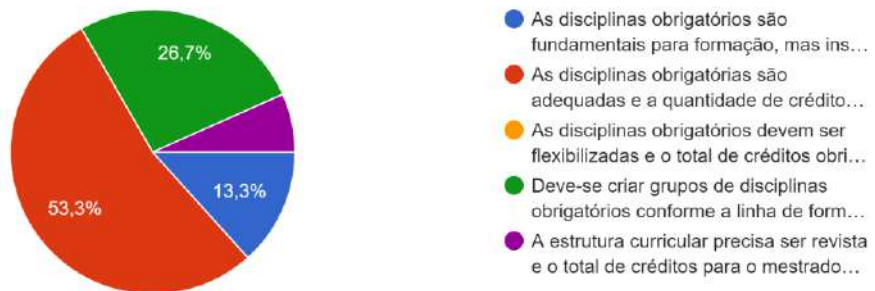 26,7%
13,3%
53,3%
As disciplinas obrigatórios são
fundamentais para formação, mas ins…
As disciplinas obrigatórias são
adequadas e a quantidade de crédito…
As disciplinas obrigatórios devem ser
flexibilizadas e o total de créditos obri…
Deve-se criar grupos de disciplinas
obrigatórios conforme a linha de form…
A estrutura curricular precisa ser revista
e o total de créditos para o mestrado…